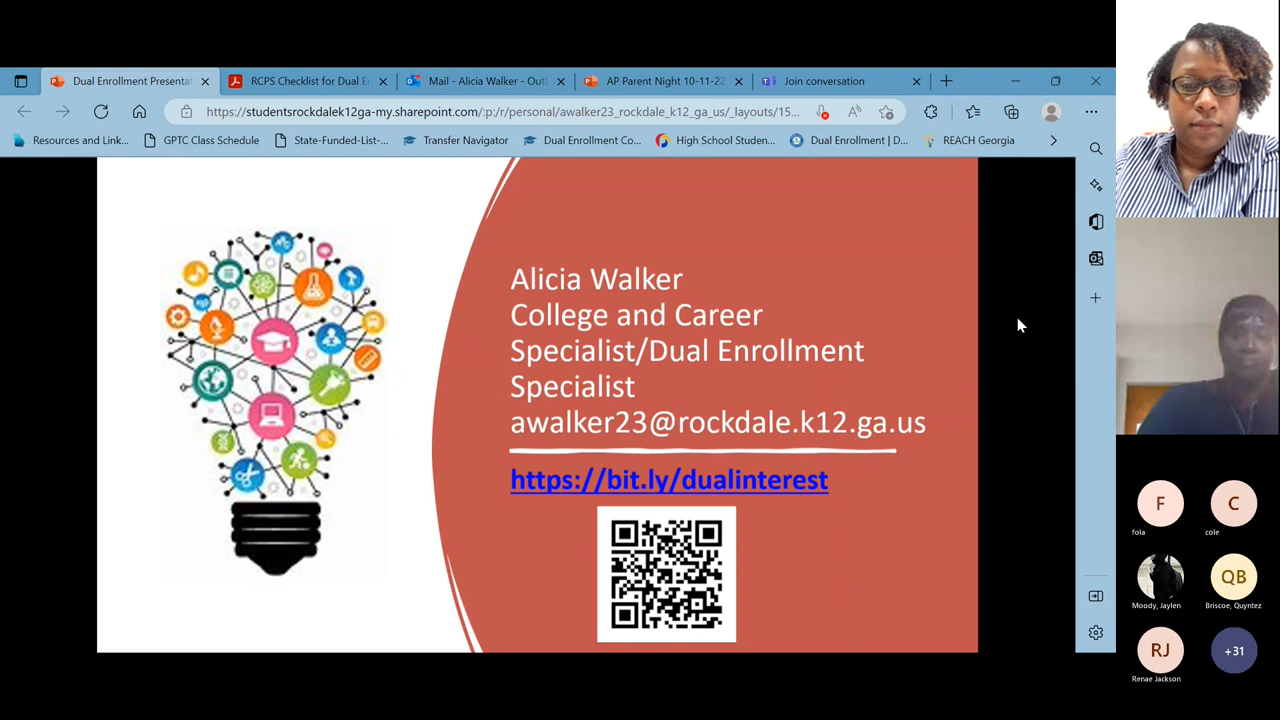 Dual Enrollment Presentat
RCPS Checklist for Dual E
Mail - Alicia Walker - Outl
AP Parent Night 10-11-22
Join conversation
https://studentsrockdalek12ga-my.sharepoint.com/:p:/r/personal/awalker23_rockdale_k12_ga_us/_layouts/15...
Resources and Link...
GPTC Class Schedule
State-Funded-List-...
Transfer Navigator
Dual Enrollment Co...
High School Studen...
Dual Enrollment | D...
REACH Georgia
Alicia Walker
College and Career
Specialist/Dual Enrollment
Specialist
awalker23@rockdale.k12.ga.us
https://bit.ly/dualinterest
F
C
fola
cole
QB
Moody, Jaylen
Briscoe, Quyntez
RJ
+31
Renae Jackson